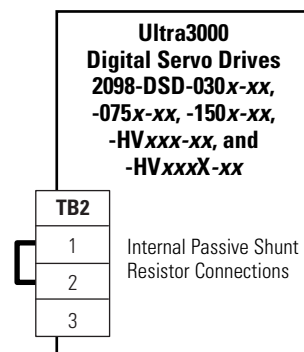 Ultra3000
Digital Servo Drives
2098-DSD-030x-xx,
-075x-xx, -150x-xx,
-HVxxx-xx, and
-HVxxxX-xx
TB2
1
2
3
Internal Passive Shunt
Resistor Connections